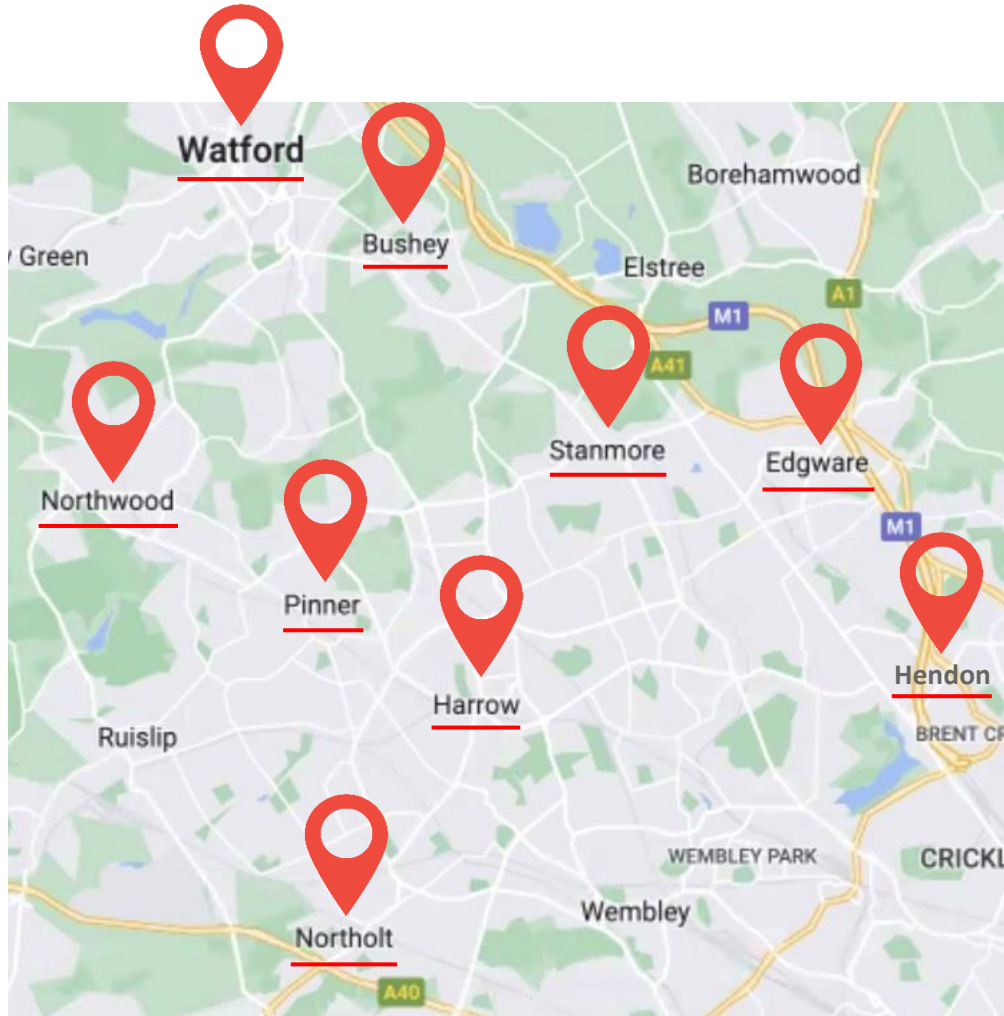 Watford
Borehamwood
Bushey
y Green
Elstree
A1
M1
A41
Stanmore
Edgware
Northwood
M1
Pinner
Hendon
Harrow
BRENT CR
Ruislip
WEMBLEY PARK
CRICKL
Wembley
Northolt
A40